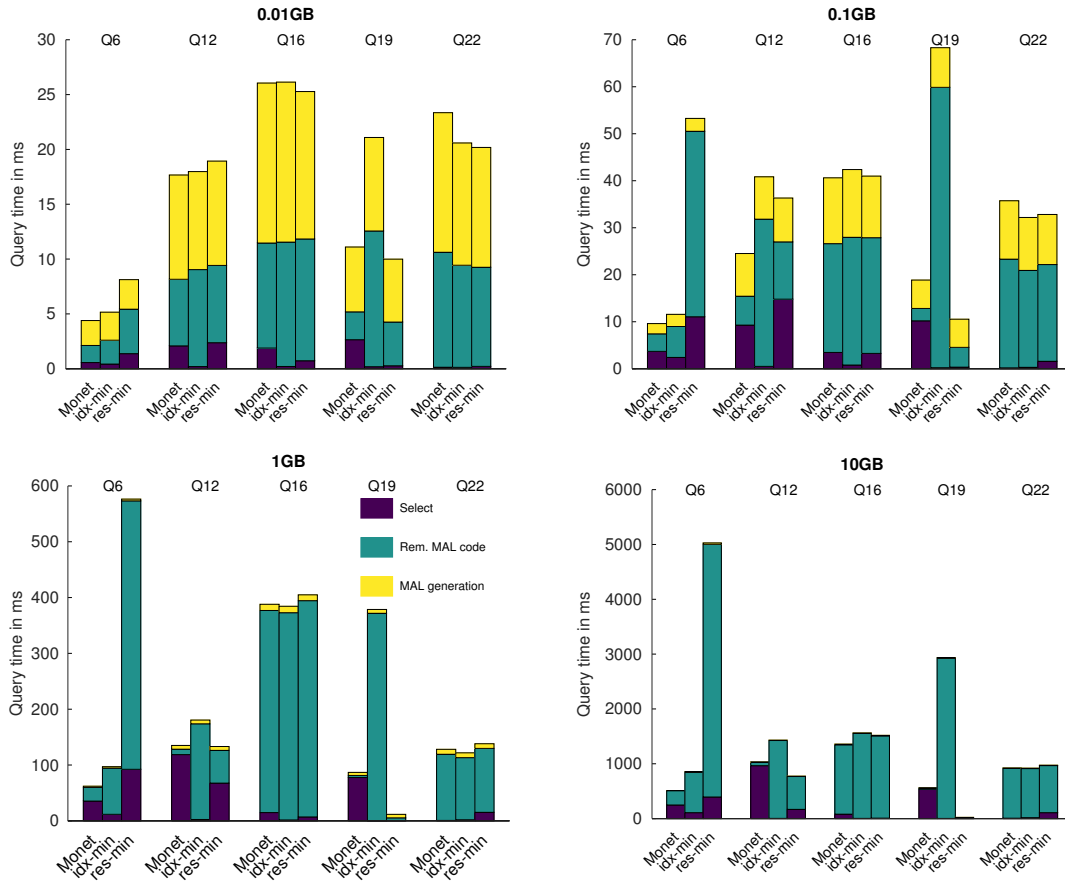 0.01GB
Q6 Q12 Q16 Q19 Q22
Query time in ms
30
25
20
15
10
5
0
Monet idx-min res-min Monet idx-min res-min Monet idx-min res-min Monet idx-min res-min Monet idx-min res-min
0.1GB
Q6 Q12 Q16 Q19 Q22
Query time in ms
70
60
50
40
30
20
10
0
Monet idx-min res-min Monet idx-min res-min Monet idx-min res-min Monet idx-min res-min Monet idx-min res-min
1GB
Q6 Q12 Q16 Q19 Q22
Query time in ms
600
500
400
300
200
100
0
Select
Rem. MAL code
MAL generation
Monet idx-min res-min Monet idx-min res-min Monet idx-min res-min Monet idx-min res-min Monet idx-min res-min
10GB
Q6 Q12 Q16 Q19 Q22
Query time in ms
6000
5000
4000
3000
2000
1000
0
Monet idx-min res-min Monet idx-min res-min Monet idx-min res-min Monet idx-min res-min Monet idx-min res-min